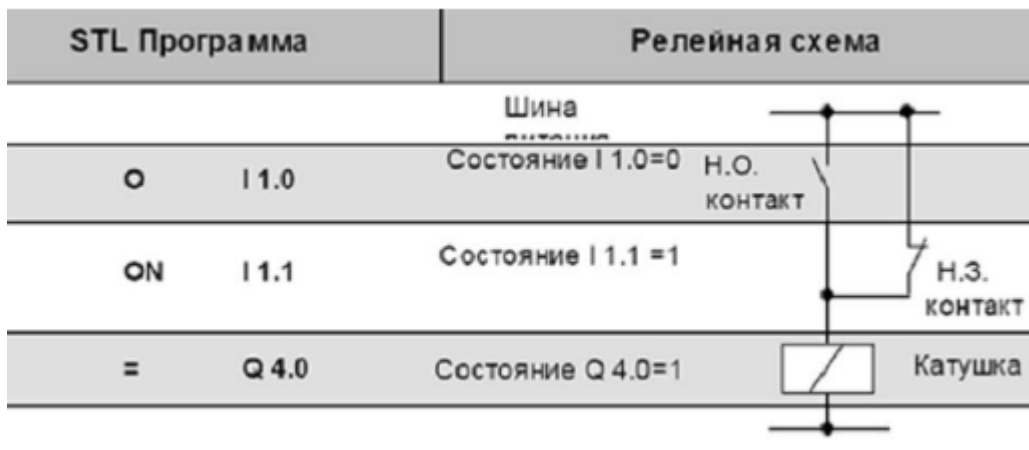 STL Программа Релейная схема
Шина
питания
O I 1.0 Состояние I 1.0=0 Н.О.
контакт
ON I 1.1 Состояние I 1.1 =1 Н.З.
контакт
= Q 4.0 Состояние Q 4.0=1 Катушка